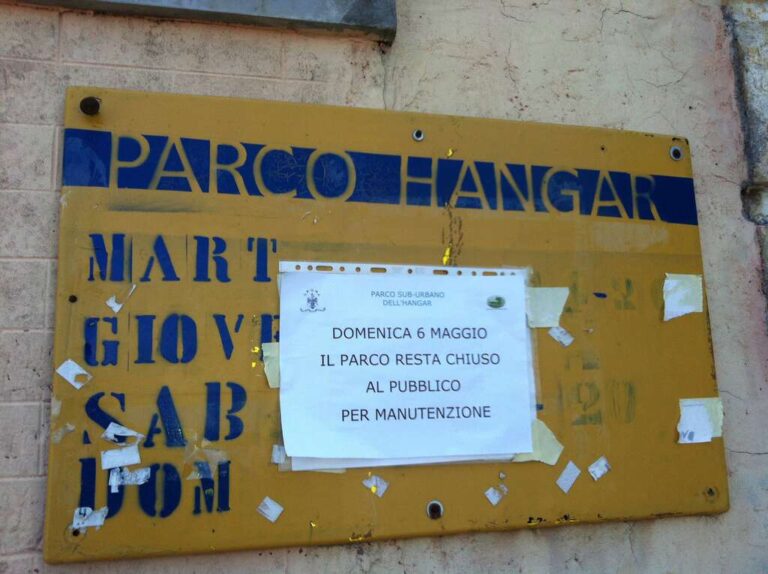 PARCO HANGAR
MART
GIOVE
SAB
DOM
PARCO SUB-URBANO
DELL'HANGAR
DOMENICA 6 MAGGIO
IL PARCO RESTA CHIUSO
AL PUBBLICO
PER MANUTENZIONE